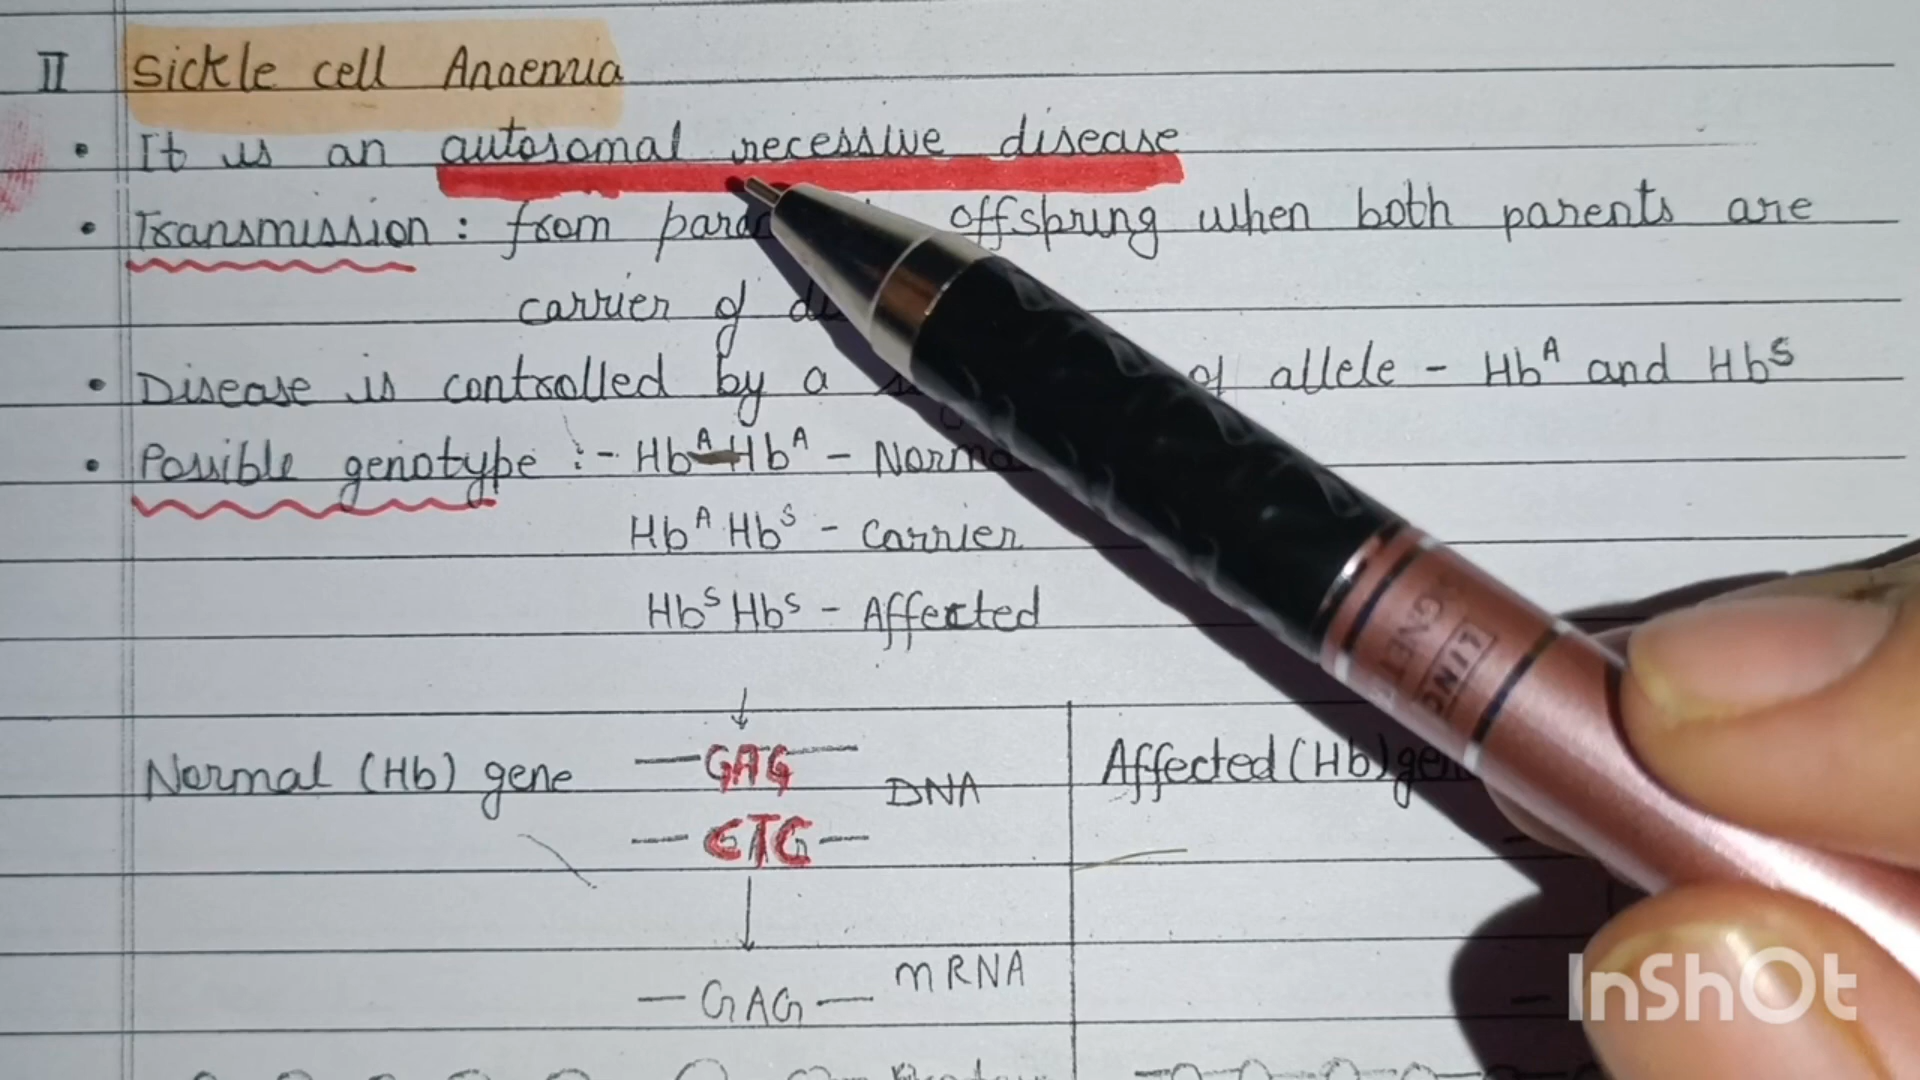 II Sickle cell Anaemia
• It is an autosomal recessive disease
• Transmission : from offspring when both parents are
carrier of
• Disease is controlled by a of allele - Hb^A and Hb^S
• Possible genotype :- Hb^A Hb^A -
Hb^A Hb^S - Carrier
Hb^S Hb^S - Affected
Normal (Hb) gene
GAG
CTC
DNA
GAG
mRNA
Affected (Hb)
LINC
InShOt